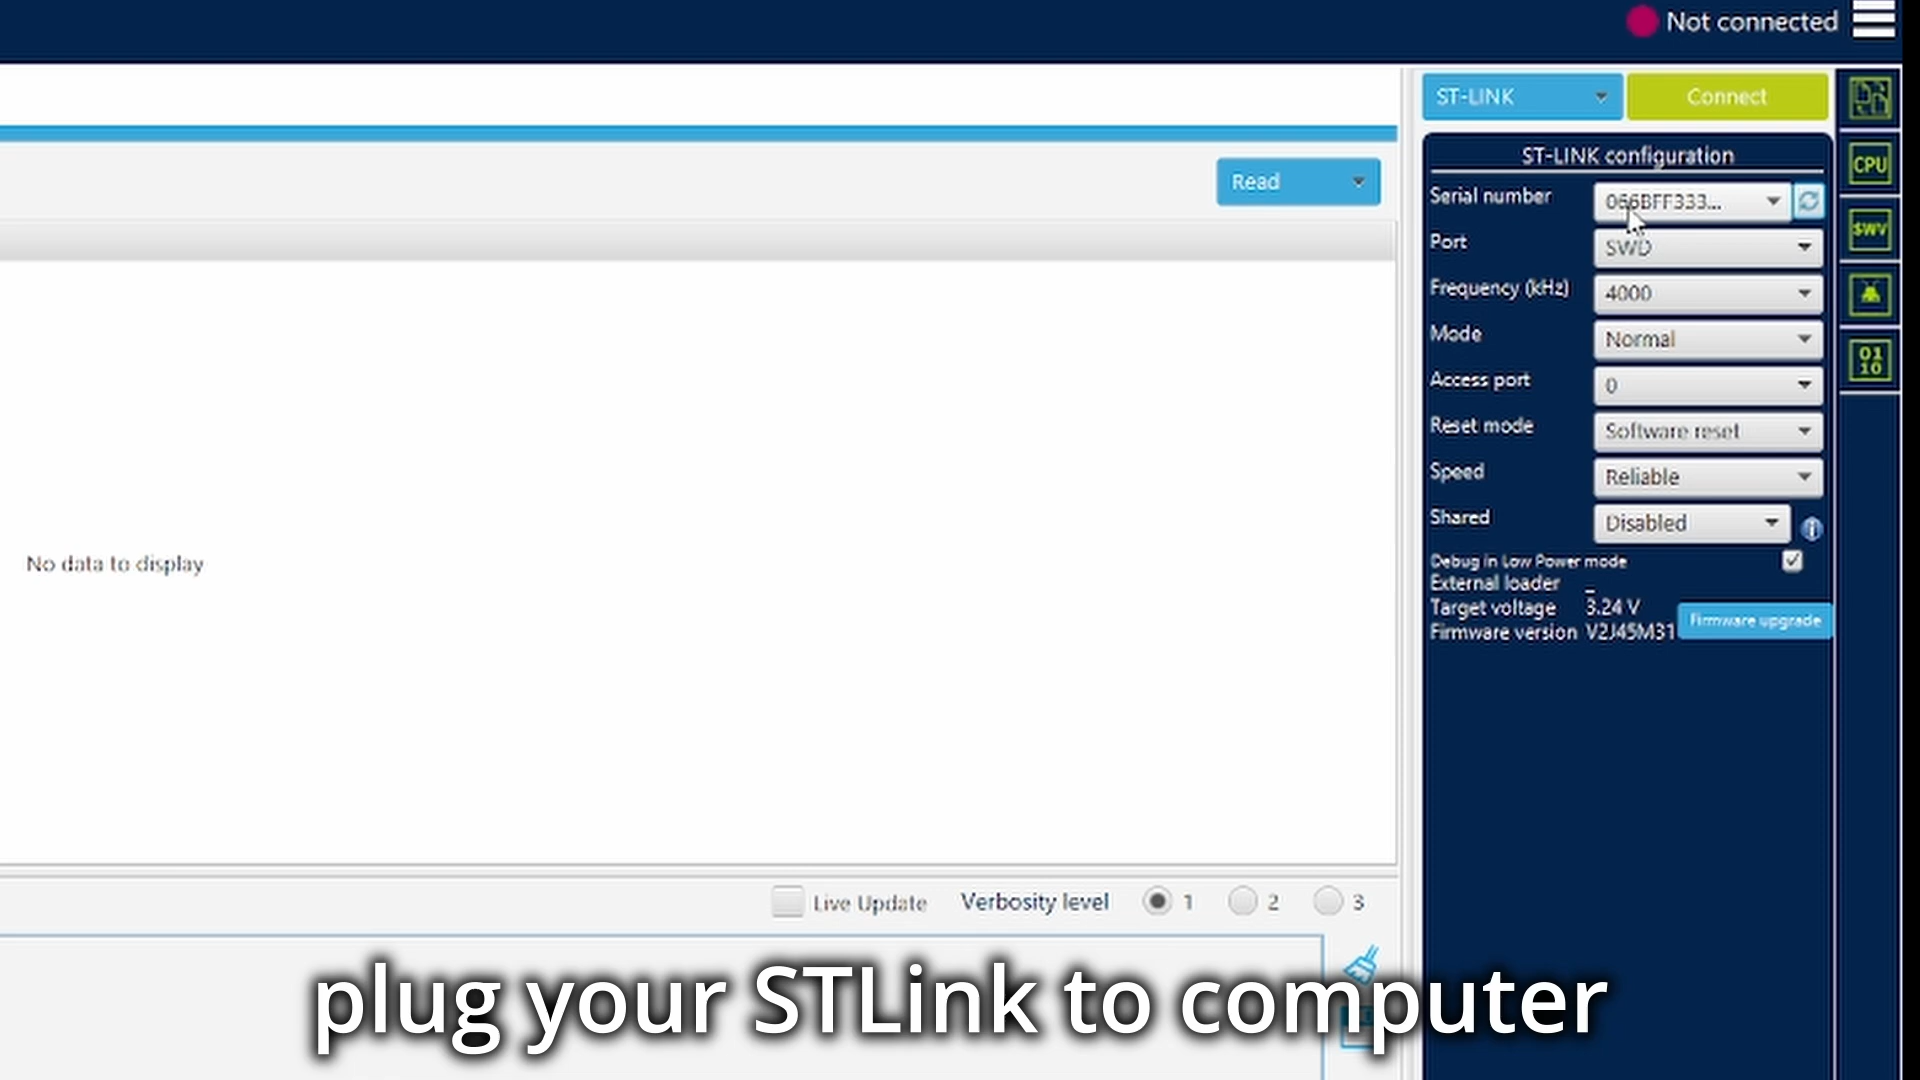 Not connected
ST-LINK
Connect
ST-LINK configuration
Read
Serial number 066BFF333...
Port SWD
Frequency (kHz) 4000
Mode Normal
Access port 0
Reset mode Software reset
Speed Reliable
Shared Disabled
Debug in Low Power mode
External loader _
Target voltage 3.24 V
Firmware version V2J45M31
Firmware upgrade
CPU
SWV
01
10
No data to display
Live Update Verbosity level 1 2 3
plug your STLink to computer